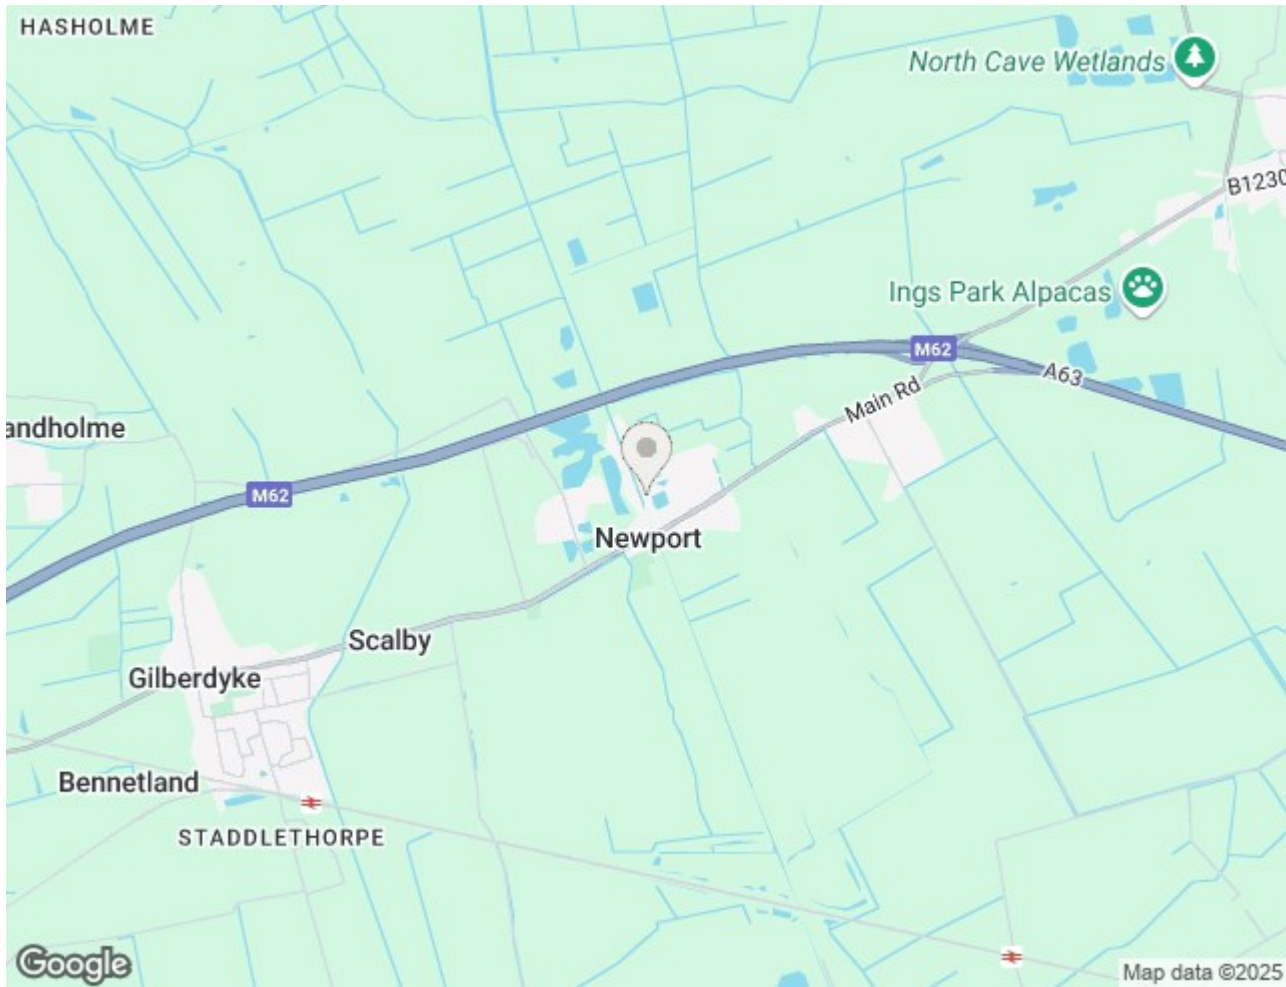 HASHOLME
North Cave Wetlands
B1230
Ings Park Alpacas
M62
A63
Main Rd
andholme
M62
Newport
Scalby
Gilberdyke
Bennetland
STADDLETHORPE
Google
Map data ©2025